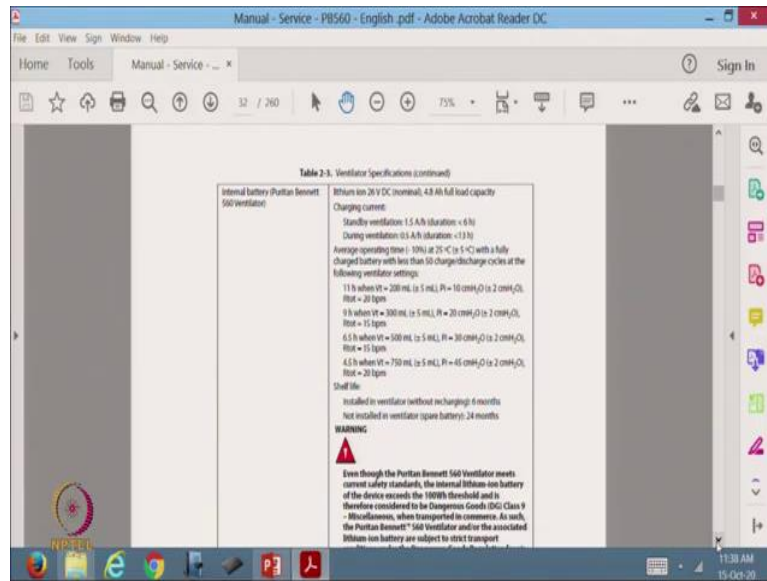 Manual - Service - PB560 - English .pdf - Adobe Acrobat Reader DC
File Edit View Sign Window Help
Home Tools Manual - Service - ... × Sign In
32 / 260 75%
Table 2-3. Ventilator Specifications (continued)
Internal battery (Puritan Bennett
560 Ventilator)
lithium ion 26 V DC (nominal), 4.8 Ah full load capacity
Charging current:
Standby ventilation: 1.5 A/h (duration: < 6 h)
During ventilation: 0.5 A/h (duration: <13 h)
Average operating time (- 10%) at 25 °C (± 5 °C) with a fully
charged battery with less than 50 charge/discharge cycles at the
following ventilator settings:
11 h when Vt = 200 mL (± 5 mL), PI = 10 cmH2O (± 2 cmH2O),
Rtot = 20 bpm
9 h when Vt = 300 mL (± 5 mL), PI = 20 cmH2O (± 2 cmH2O),
Rtot = 15 bpm
6.5 h when Vt = 500 mL (± 5 mL), PI = 30 cmH2O (± 2 cmH2O),
Rtot = 15 bpm
4.5 h when Vt = 750 mL (± 5 mL), PI = 45 cmH2O (± 2 cmH2O),
Rtot = 20 bpm
Shelf life:
Installed in ventilator (without recharging): 6 months
Not installed in ventilator (spare battery): 24 months
WARNING
Even though the Puritan Bennett 560 Ventilator meets
current safety standards, the internal lithium-ion battery
of the device exceeds the 100Wh threshold and is
therefore considered to be Dangerous Goods (DG) Class 9
- Miscellaneous, when transported in commerce. As such,
the Puritan Bennett™ 560 Ventilator and/or the associated
lithium-ion battery are subject to strict transport
NPTEL
11:38 AM
15-Oct-20